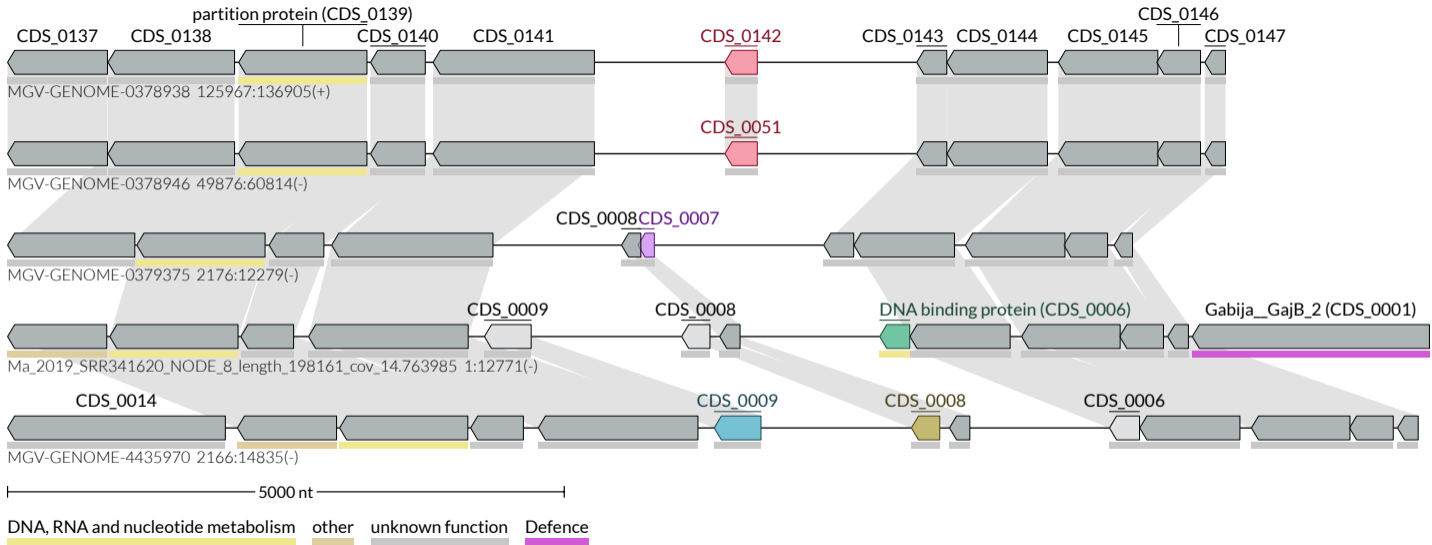 partition protein (CDS_0139) CDS_0146
CDS_0137 CDS_0138 CDS_0140 CDS_0141 CDS_0142 CDS_0143 CDS_0144 CDS_0145 CDS_0147
MGV-GENOME-0378938 125967:136905(+)
CDS_0051
MGV-GENOME-0378946 49876:60814(-)
CDS_0008 CDS_0007
MGV-GENOME-0379375 2176:12279(-)
CDS_0009 CDS_0008 DNA binding protein (CDS_0006) Gabija__GajB_2 (CDS_0001)
Ma_2019_SRR341620_NODE_8_length_198161_cov_14.763985 1:12771(-)
CDS_0014 CDS_0009 CDS_0008 CDS_0006
MGV-GENOME-4435970 2166:14835(-)
5000 nt
DNA, RNA and nucleotide metabolism other unknown function Defence